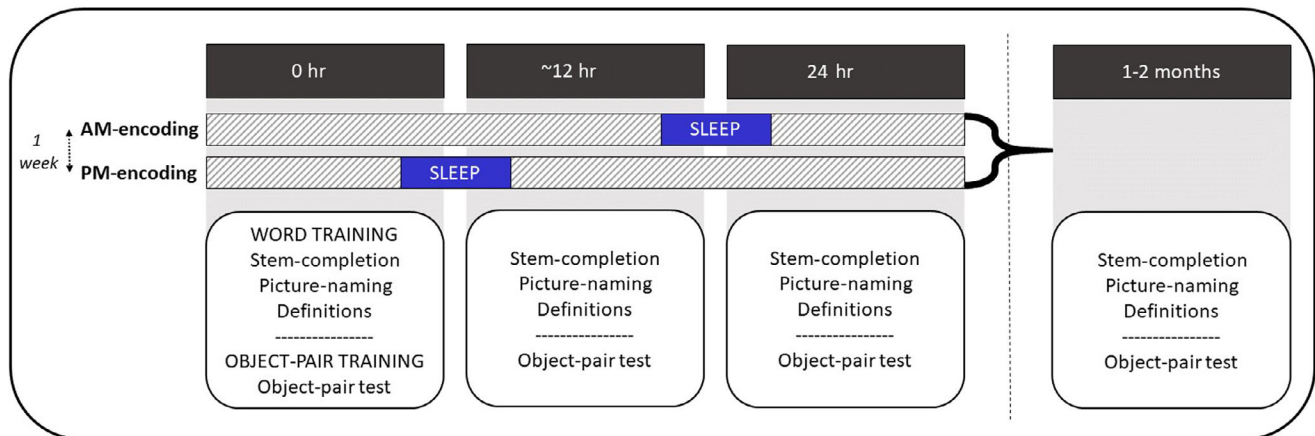 0 hr
~12 hr
24 hr
1-2 months
1
week
AM-encoding
SLEEP
PM-encoding
SLEEP
WORD TRAINING
Stem-completion
Picture-naming
Definitions
----------------
OBJECT-PAIR TRAINING
Object-pair test
Stem-completion
Picture-naming
Definitions
----------------
Object-pair test
Stem-completion
Picture-naming
Definitions
----------------
Object-pair test
Stem-completion
Picture-naming
Definitions
----------------
Object-pair test